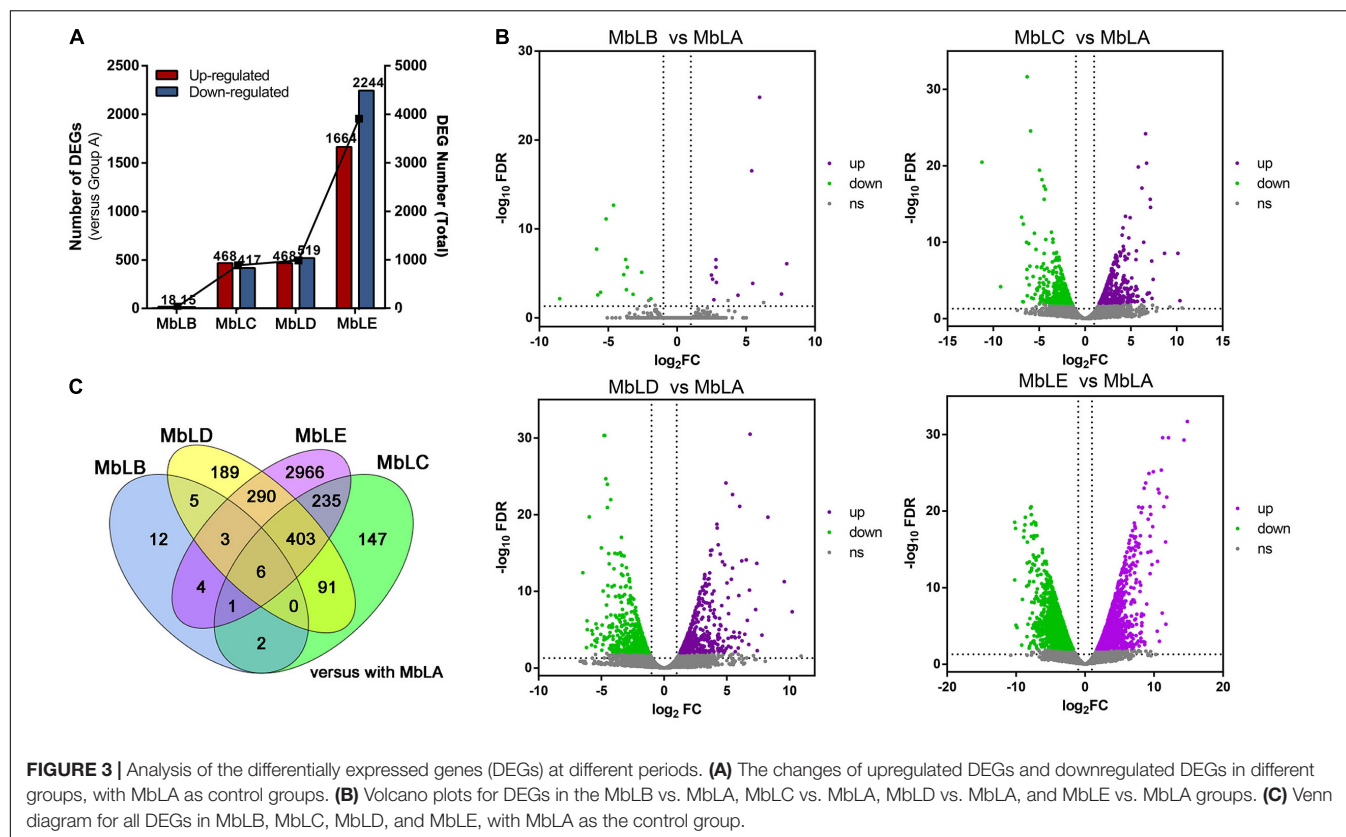 A
Number of DEGs
(versus Group A)
2500
2000
1500
1000
500
0
Up-regulated
Down-regulated
18 15
468 417
468 519
1664 2244
MbLB MbLC MbLD MbLE
5000
4000
3000
2000
1000
0
DEG Number (Total)
B
MbLB vs MbLA
-log10 FDR
30
20
10
0
-10 -5 0 5 10
log2FC
up
down
ns
MbLC vs MbLA
-log10 FDR
30
20
10
0
-15 -10 -5 0 5 10 15
log2FC
up
down
ns
MbLD vs MbLA
-log10 FDR
30
20
10
0
-10 -5 0 5 10
log2 FC
up
down
ns
MbLE vs MbLA
-log10 FDR
30
20
10
0
-20 -10 0 10 20
log2FC
up
down
ns
C
MbLB
MbLD
MbLE
MbLC
189 2966
5 290 235
12 3 403 147
4 6 91
1 0
2
versus with MbLA
FIGURE 3 | Analysis of the differentially expressed genes (DEGs) at different periods. (A) The changes of upregulated DEGs and downregulated DEGs in different
groups, with MbLA as control groups. (B) Volcano plots for DEGs in the MbLB vs. MbLA, MbLC vs. MbLA, MbLD vs. MbLA, and MbLE vs. MbLA groups. (C) Venn
diagram for all DEGs in MbLB, MbLC, MbLD, and MbLE, with MbLA as the control group.